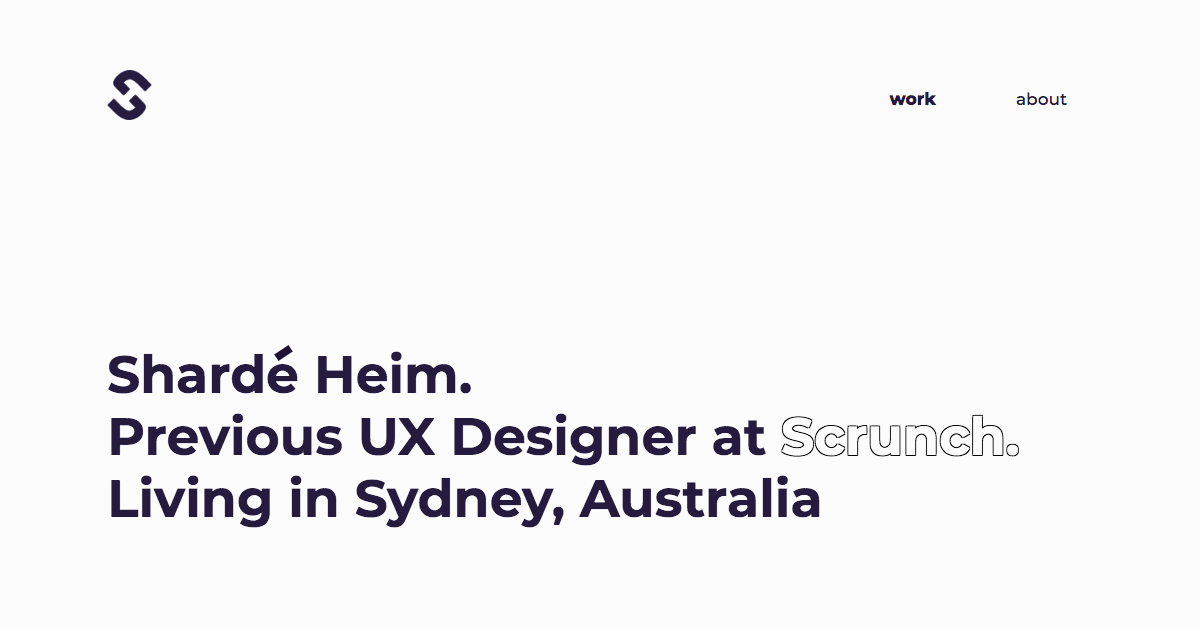 work about
Shardé Heim.
Previous UX Designer at Scrunch.
Living in Sydney, Australia